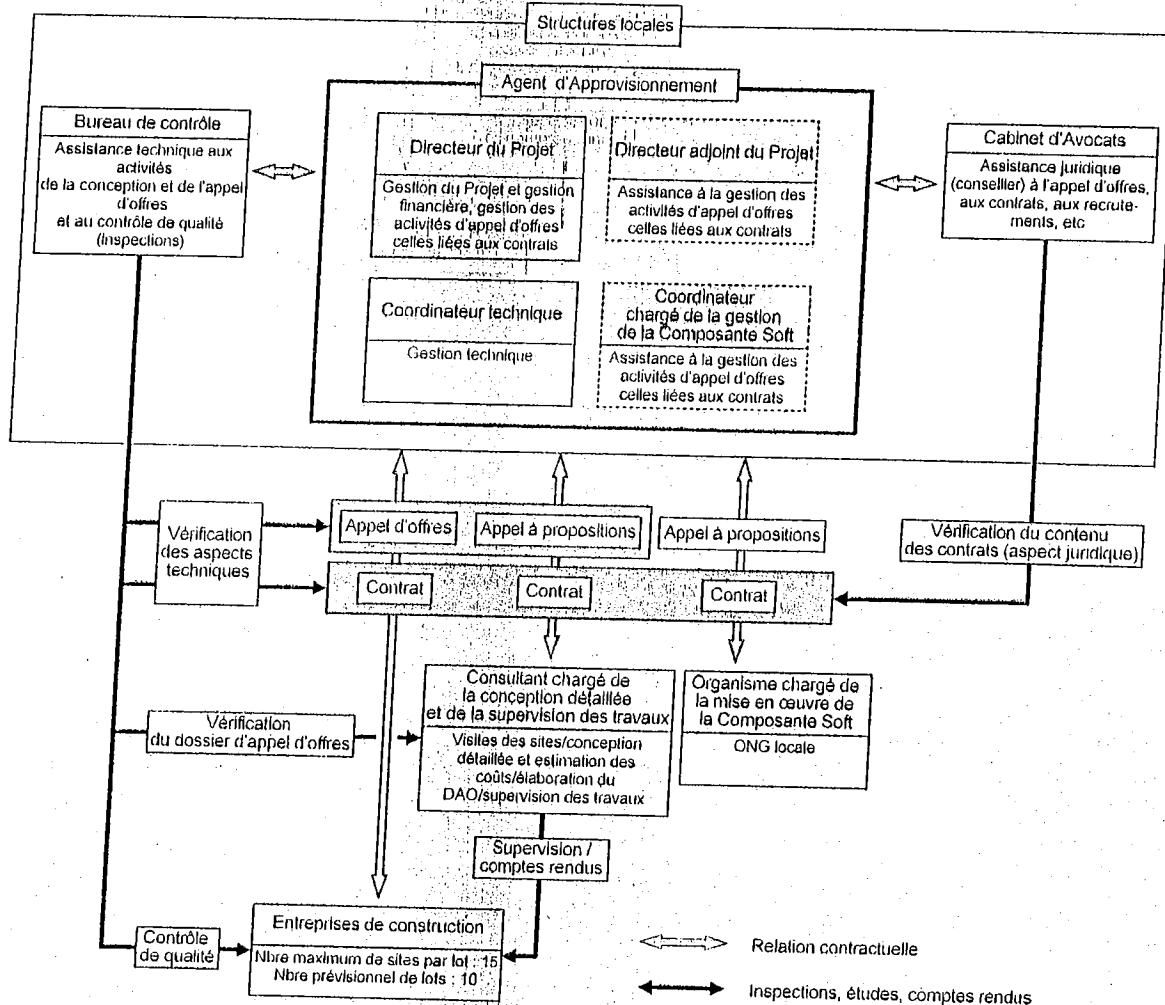 Structures locales
Agent d'Approvisionnement
Bureau de contrôle
Assistance technique aux
activités
de la conception et de l'appel
d'offres
et au contrôle de qualité
(Inspections)
Directeur du Projet
Gestion du Projet et gestion
financière, gestion des
activités d'appel d'offres
celles liées aux contrats
Directeur adjoint du Projet
Assistance à la gestion des
activités d'appel d'offres
celles liées aux contrats
Cabinet d'Avocats
Assistance juridique
(conseiller) à l'appel d'offres,
aux contrats, aux recrute-
ments, etc
Coordinateur technique
Gestion technique
Coordinateur
chargé de la gestion
de la Composante Soft
Assistance à la gestion des
activités d'appel d'offres
celles liées aux contrats
Vérification
des aspects
techniques
Appel d'offres
Appel à propositions
Appel à propositions
Vérification du contenu
des contrats (aspect juridique)
Contrat
Contrat
Contrat
Vérification
du dossier d'appel d'offres
Consultant chargé de
la conception détaillée
et de la supervision des travaux
Visites des sites/conception
détaillée et estimation des
coûts/élaboration du
DAO/supervision des travaux
Organisme chargé de
la mise en œuvre de
la Composante Soft
ONG locale
Supervision /
comptes rendus
Contrôle
de qualité
Entreprises de construction
Nbre maximum de sites par lot : 15
Nbre prévisionnel de lots : 10
Relation contractuelle
Inspections, études, comptes rendus